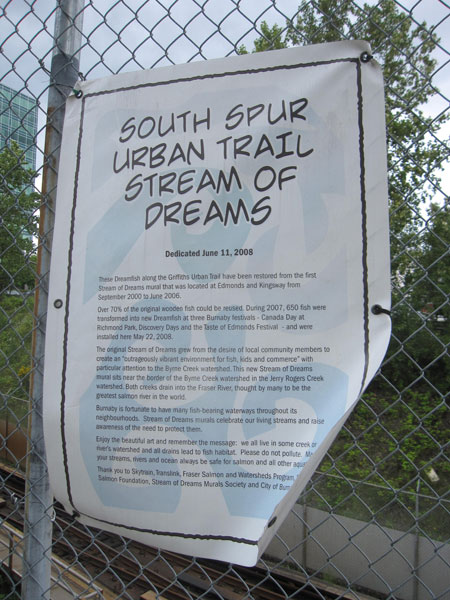 SOUTH SPUR
URBAN TRAIL
STREAM OF
DREAMS
Dedicated June 11, 2008
These Dreamfish along the Griffiths Urban Trail have been restored from the first
Stream of Dreams mural that was located at Edmonds and Kingsway from
September 2000 to June 2006.
Over 70% of the original wooden fish could be reused. During 2007, 650 fish were
transformed into new Dreamfish at three Burnaby festivals - Canada Day at
Richmond Park, Discovery Days and the Taste of Edmonds Festival - and were
installed here May 22, 2008.
The original Stream of Dreams grew from the desire of local community members to
create an "outrageously vibrant environment for fish, kids and commerce" with
particular attention to the Byrne Creek watershed. This new Stream of Dreams
mural sits near the border of the Byrne Creek watershed in the Jerry Rogers Creek
watershed. Both creeks drain into the Fraser River, thought by many to be the
greatest salmon river in the world.
Burnaby is fortunate to have many fish-bearing waterways throughout its
neighbourhoods. Stream of Dreams murals celebrate our living streams and raise
awareness of the need to protect them.
Enjoy the beautiful art and remember the message: we all live in some creek or
river's watershed and all drains lead to fish habitat. Please do not pollute.
your streams, rivers and ocean always be safe for salmon and all other
Thank you to Skytrain, Translink, Fraser Salmon and Watersheds Program,
Salmon Foundation, Stream of Dreams Murals Society and City of